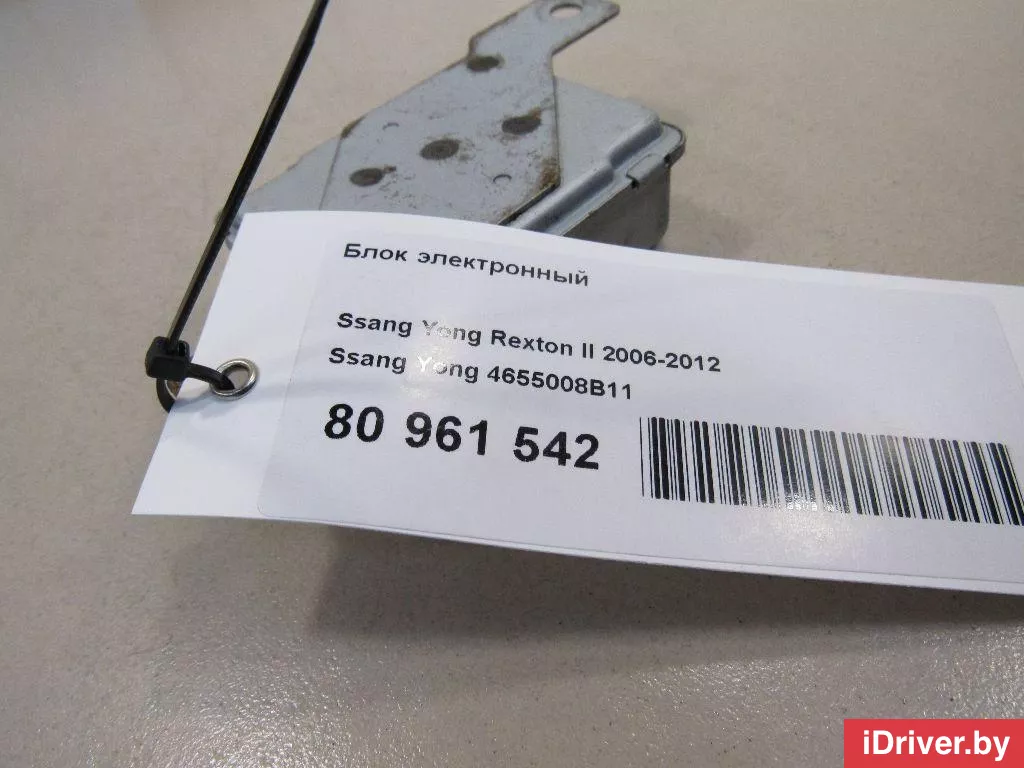 Блок электронный
Ssang Yong Rexton II 2006-2012
Ssang Yong 4655008B11
80 961 542
iDriver.by